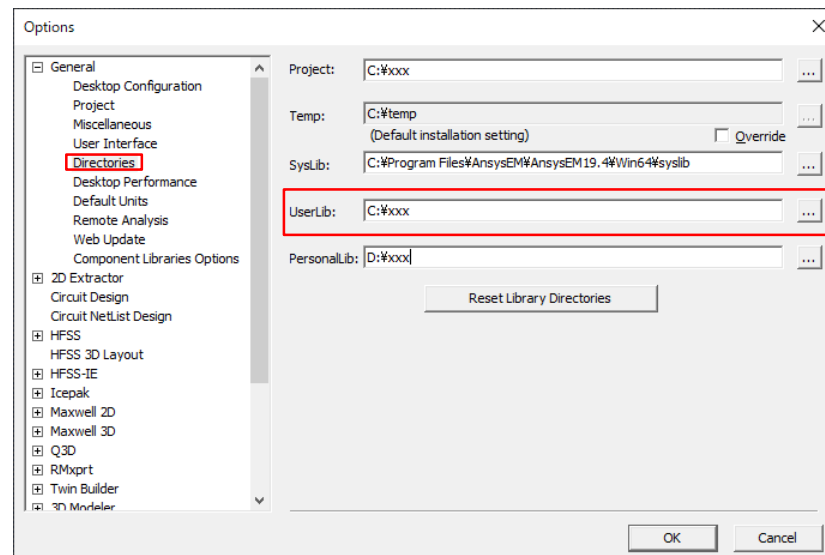 Options
General
Desktop Configuration
Project
Miscellaneous
User Interface
Directories
Desktop Performance
Default Units
Remote Analysis
Web Update
Component Libraries Options
2D Extractor
Circuit Design
Circuit NetList Design
HFSS
HFSS 3D Layout
HFSS-IE
Icepak
Maxwell 2D
Maxwell 3D
Q3D
RMxprt
Twin Builder
3D Modeler
Project: C:¥xxx ...
Temp: C:¥temp ...
(Default installation setting) Override
SysLib: C:¥Program Files¥AnsysEM¥AnsysEM19.4¥Win64¥syslib ...
UserLib: C:¥xxx ...
PersonalLib: D:¥xxx ...
Reset Library Directories
OK Cancel